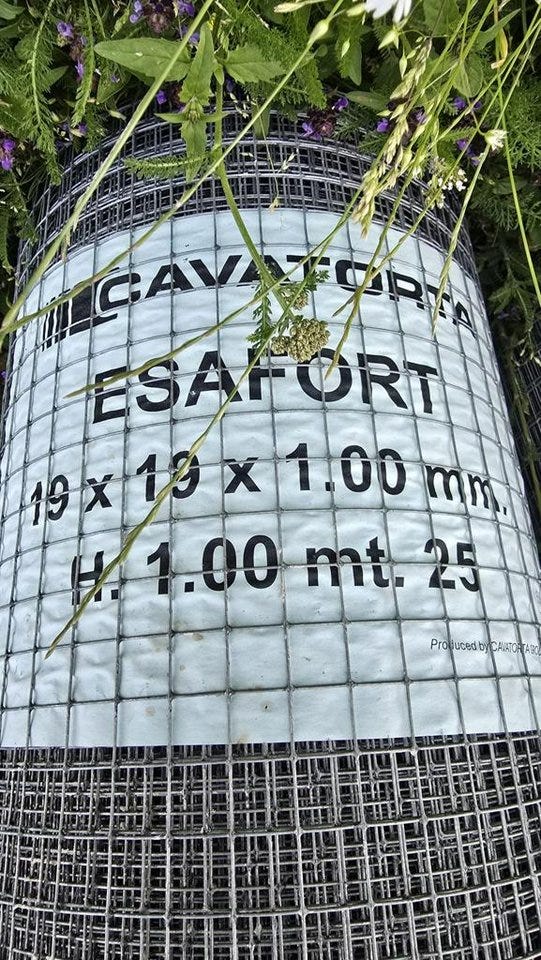 CAVATORTA
ESAFORT
19 x 19 x 1.00 mm.
H. 1.00 mt. 25
Produced by CAVATORTA